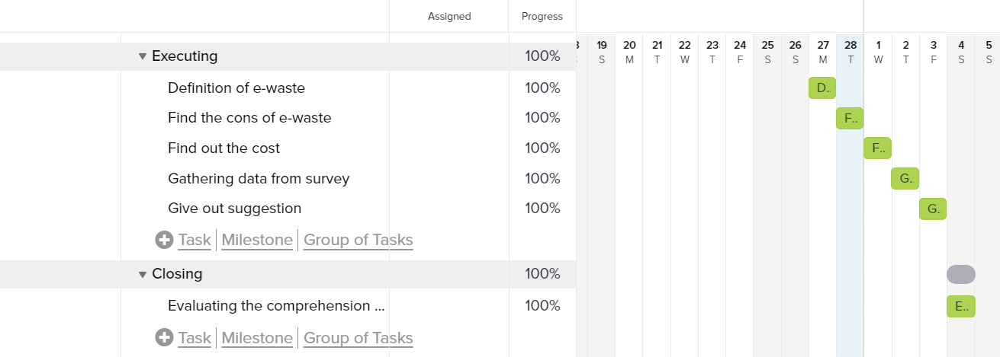 Assigned Progress
19 20 21 22 23 24 25 26 27 28 1 2 3 4 5
S M T W T F S S M T W T F S S
Executing 100%
Definition of e-waste 100% D..
Find the cons of e-waste 100% F..
Find out the cost 100% F..
Gathering data from survey 100% G..
Give out suggestion 100% G..
Task Milestone Group of Tasks
Closing 100%
Evaluating the comprehension ... 100% E..
Task Milestone Group of Tasks